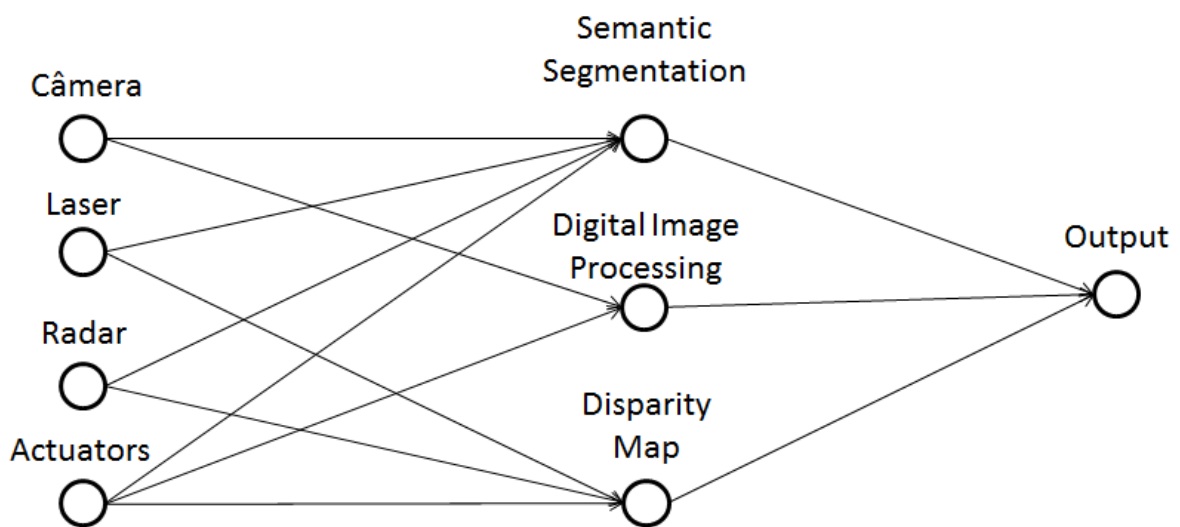 Semantic
Segmentation
Câmera
Laser
Digital Image
Processing
Output
Radar
Disparity
Map
Actuators